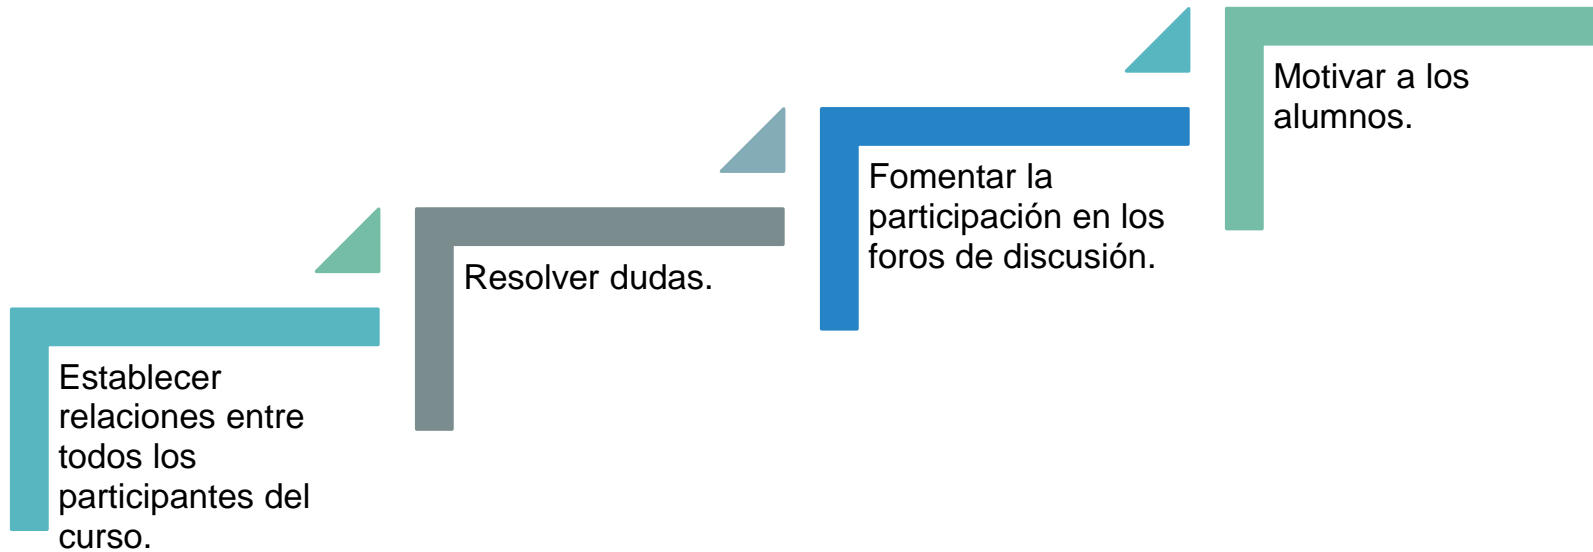 Establecer
relaciones entre
todos los
participantes del
curso.
Resolver dudas.
Fomentar la
participación en los
foros de discusión.
Motivar a los
alumnos.